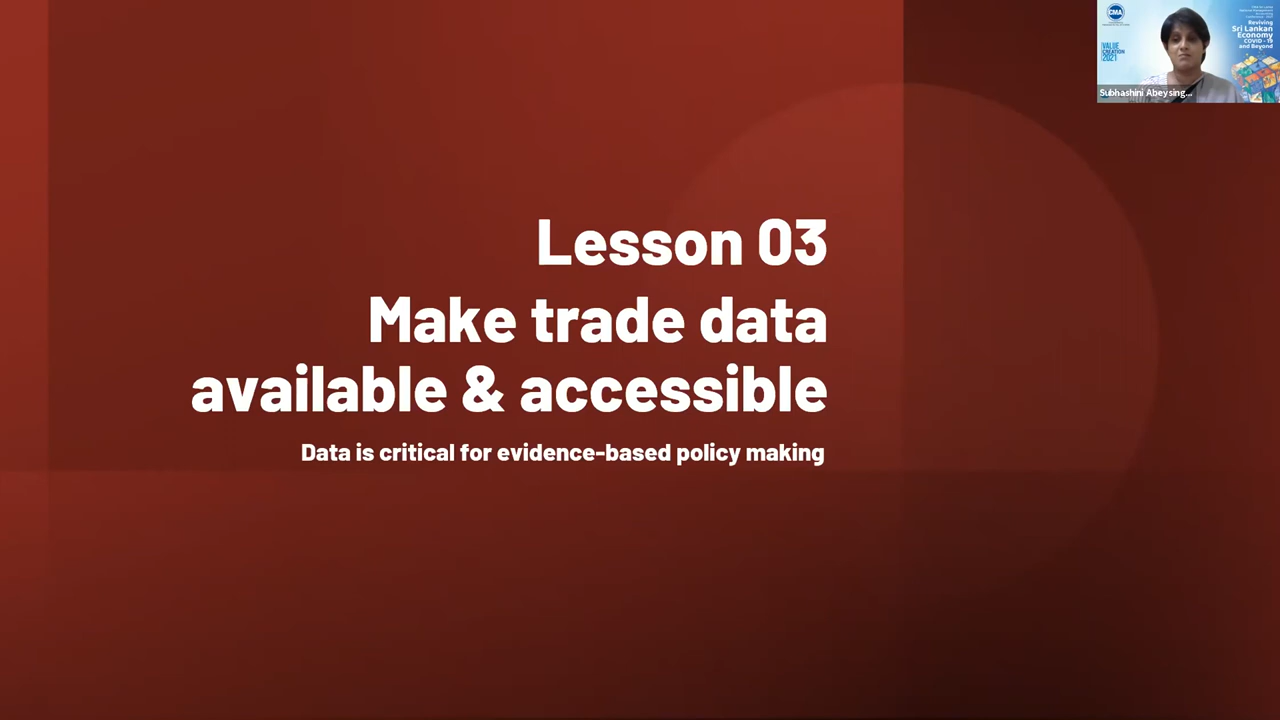 Lesson 03
Make trade data
available & accessible
Data is critical for evidence-based policy making
CMA
VALUE
CREATION
2021
Reviving
Sri Lankan
Economy
COVID - 19
and Beyond
Subhashini Abeysing...